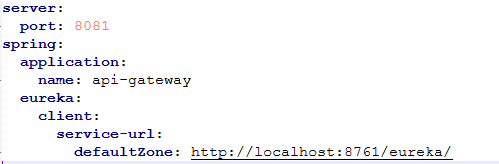 server:
  port: 8081
spring:
  application:
    name: api-gateway
  eureka:
    client:
      service-url:
        defaultZone: http://localhost:8761/eureka/